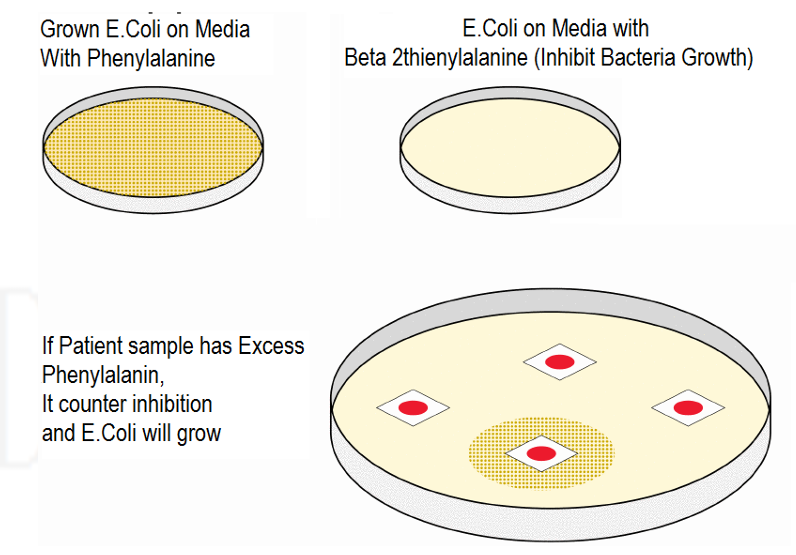 Grown E.Coli on Media
With Phenylalanine
E.Coli on Media with
Beta 2thienylalanine (Inhibit Bacteria Growth)
If Patient sample has Excess
Phenylalanin,
It counter inhibition
and E.Coli will grow